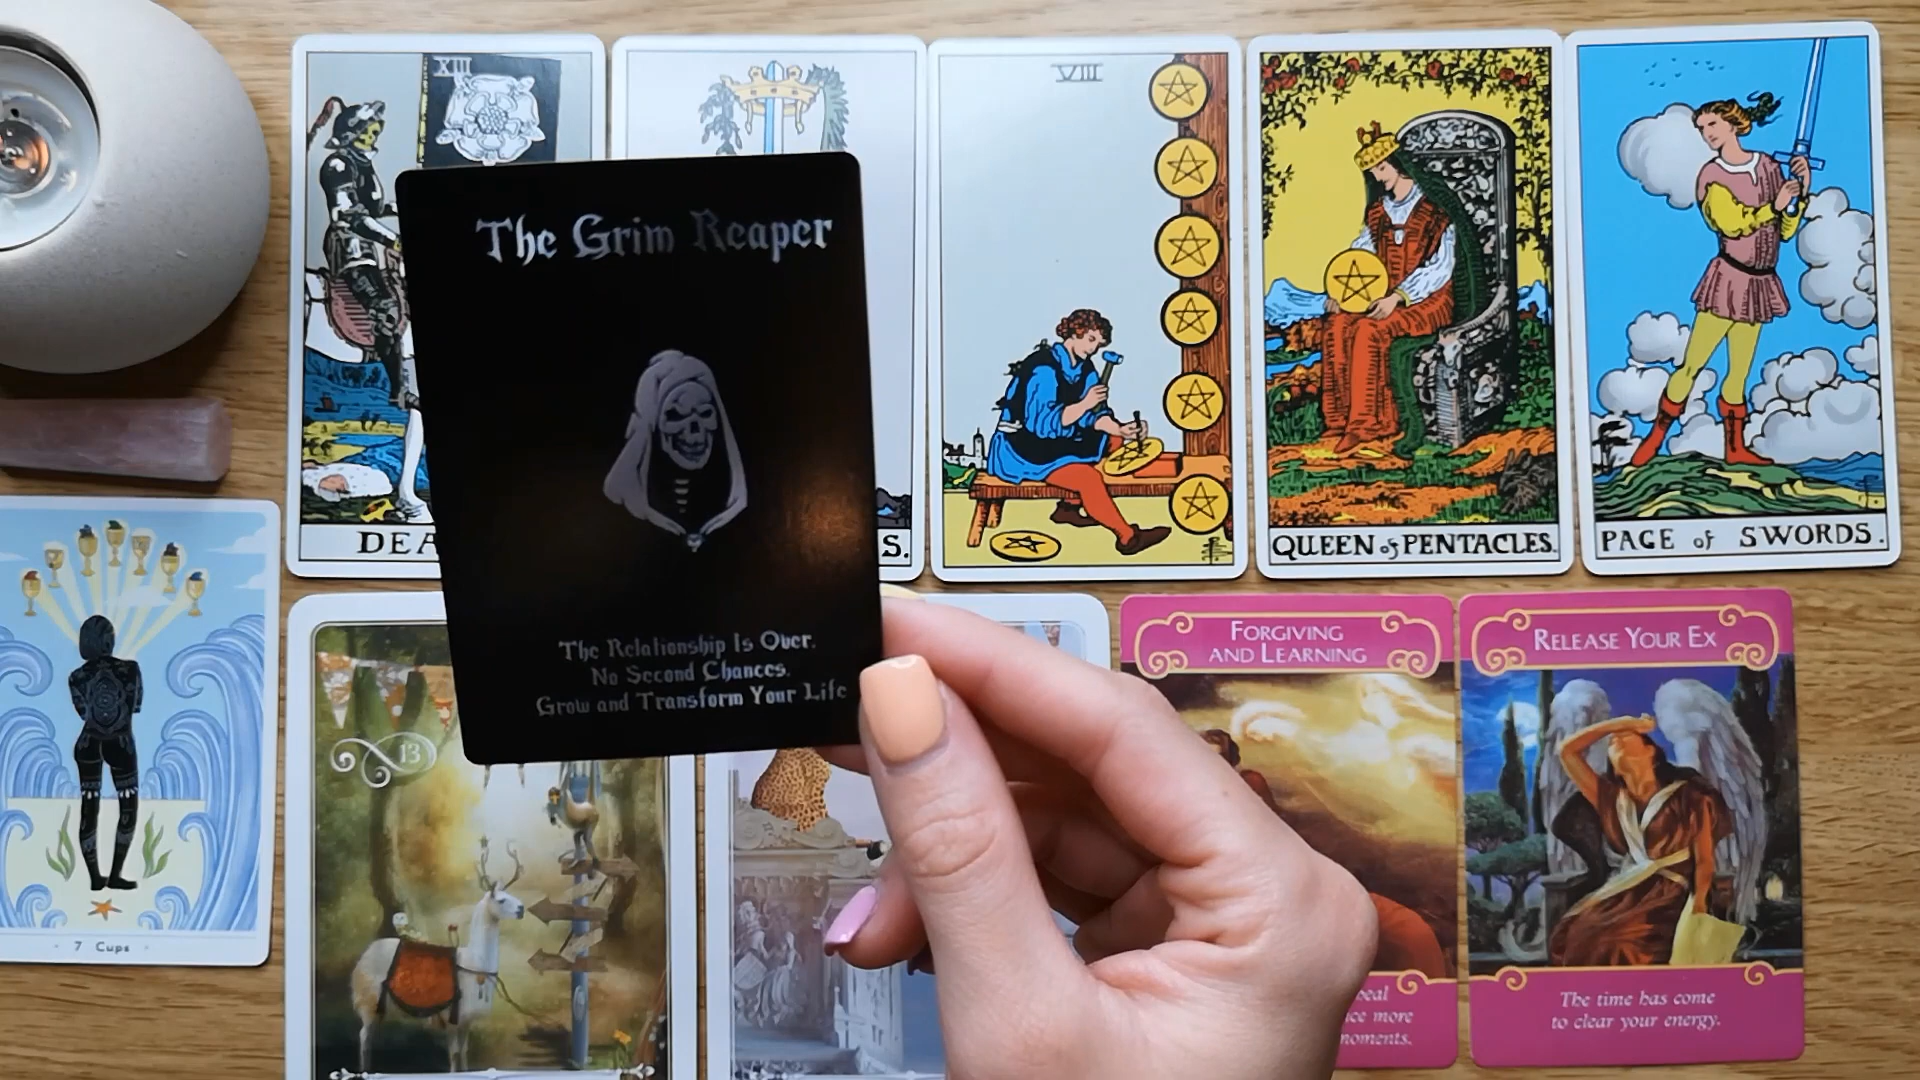 XIII
VIII
The Grim Reaper
DEA
S.
QUEEN of PENTACLES.
PAGE of SWORDS.
The Relationship Is Over.
No Second Chances.
Grow and Transform Your Life
FORGIVING
AND LEARNING
RELEASE YOUR EX
13
7 Cups
The time has come
to clear your energy.
more
moments.